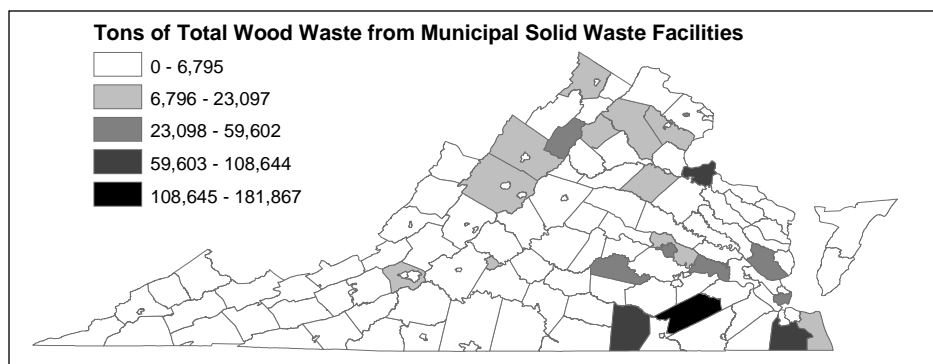 Tons of Total Wood Waste from Municipal Solid Waste Facilities
0 - 6,795
6,796 - 23,097
23,098 - 59,602
59,603 - 108,644
108,645 - 181,867